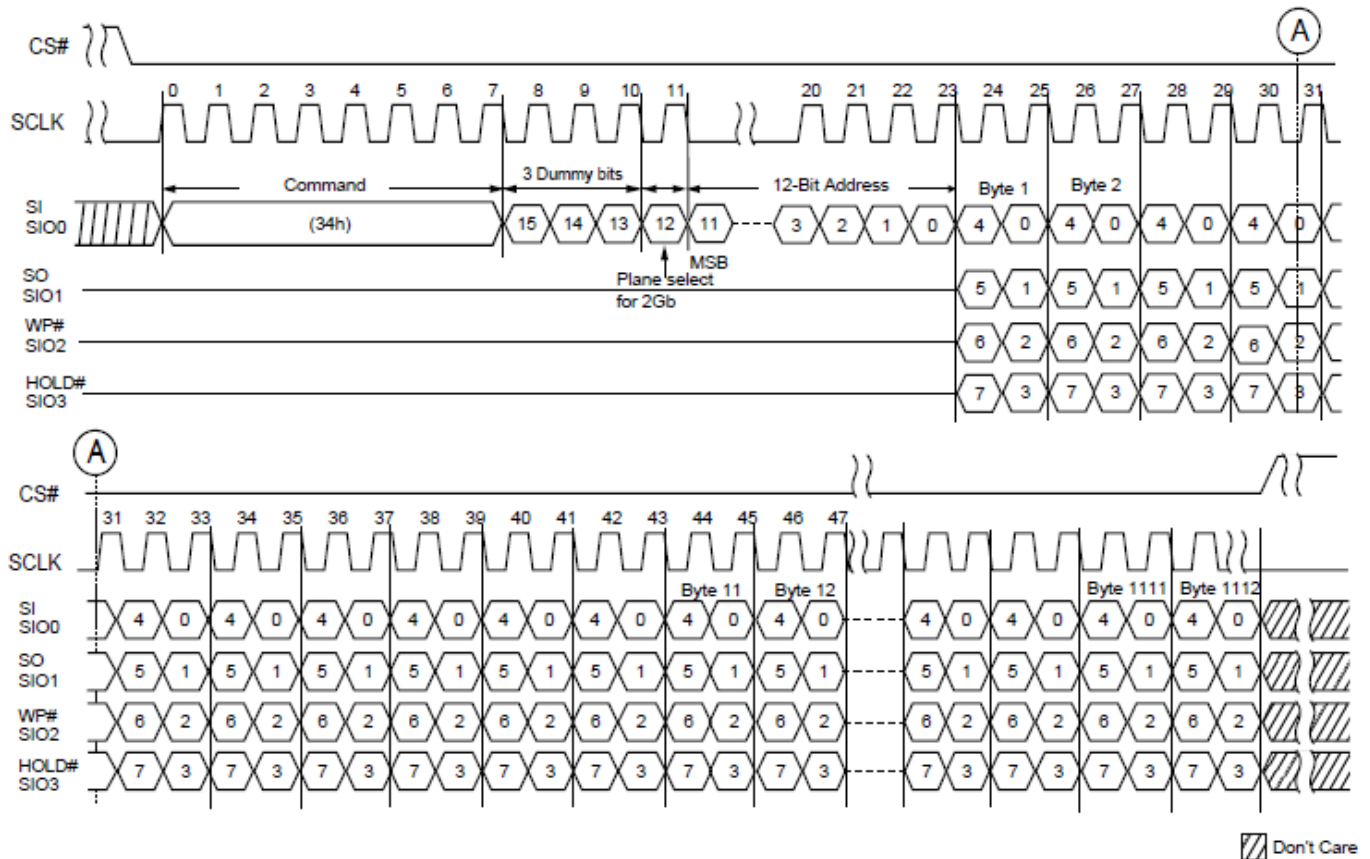 A
CS#
0 1 2 3 4 5 6 7 8 9 10 11 20 21 22 23 24 25 26 27 28 29 30 31
SCLK
Command 3 Dummy bits 12-Bit Address Byte 1 Byte 2
SI
SIO0
(34h) 15 14 13 12 11 3 2 1 0 4 0 4 0 4 0 4 0
MSB
Plane select
for 2Gb
SO
SIO1
5 1 5 1 5 1 5 1
WP#
SIO2
6 2 6 2 6 2 6 2
HOLD#
SIO3
7 3 7 3 7 3 7 3
A
CS#
31 32 33 34 35 36 37 38 39 40 41 42 43 44 45 46 47
SCLK
Byte 11 Byte 12 Byte 1111 Byte 1112
SI
SIO0
4 0 4 0 4 0 4 0 4 0 4 0 4 0 4 0 4 0 4 0 4 0 4 0
SO
SIO1
5 1 5 1 5 1 5 1 5 1 5 1 5 1 5 1 5 1 5 1 5 1 5 1
WP#
SIO2
6 2 6 2 6 2 6 2 6 2 6 2 6 2 6 2 6 2 6 2 6 2 6 2
HOLD#
SIO3
7 3 7 3 7 3 7 3 7 3 7 3 7 3 7 3 7 3 7 3 7 3 7 3
Don't Care